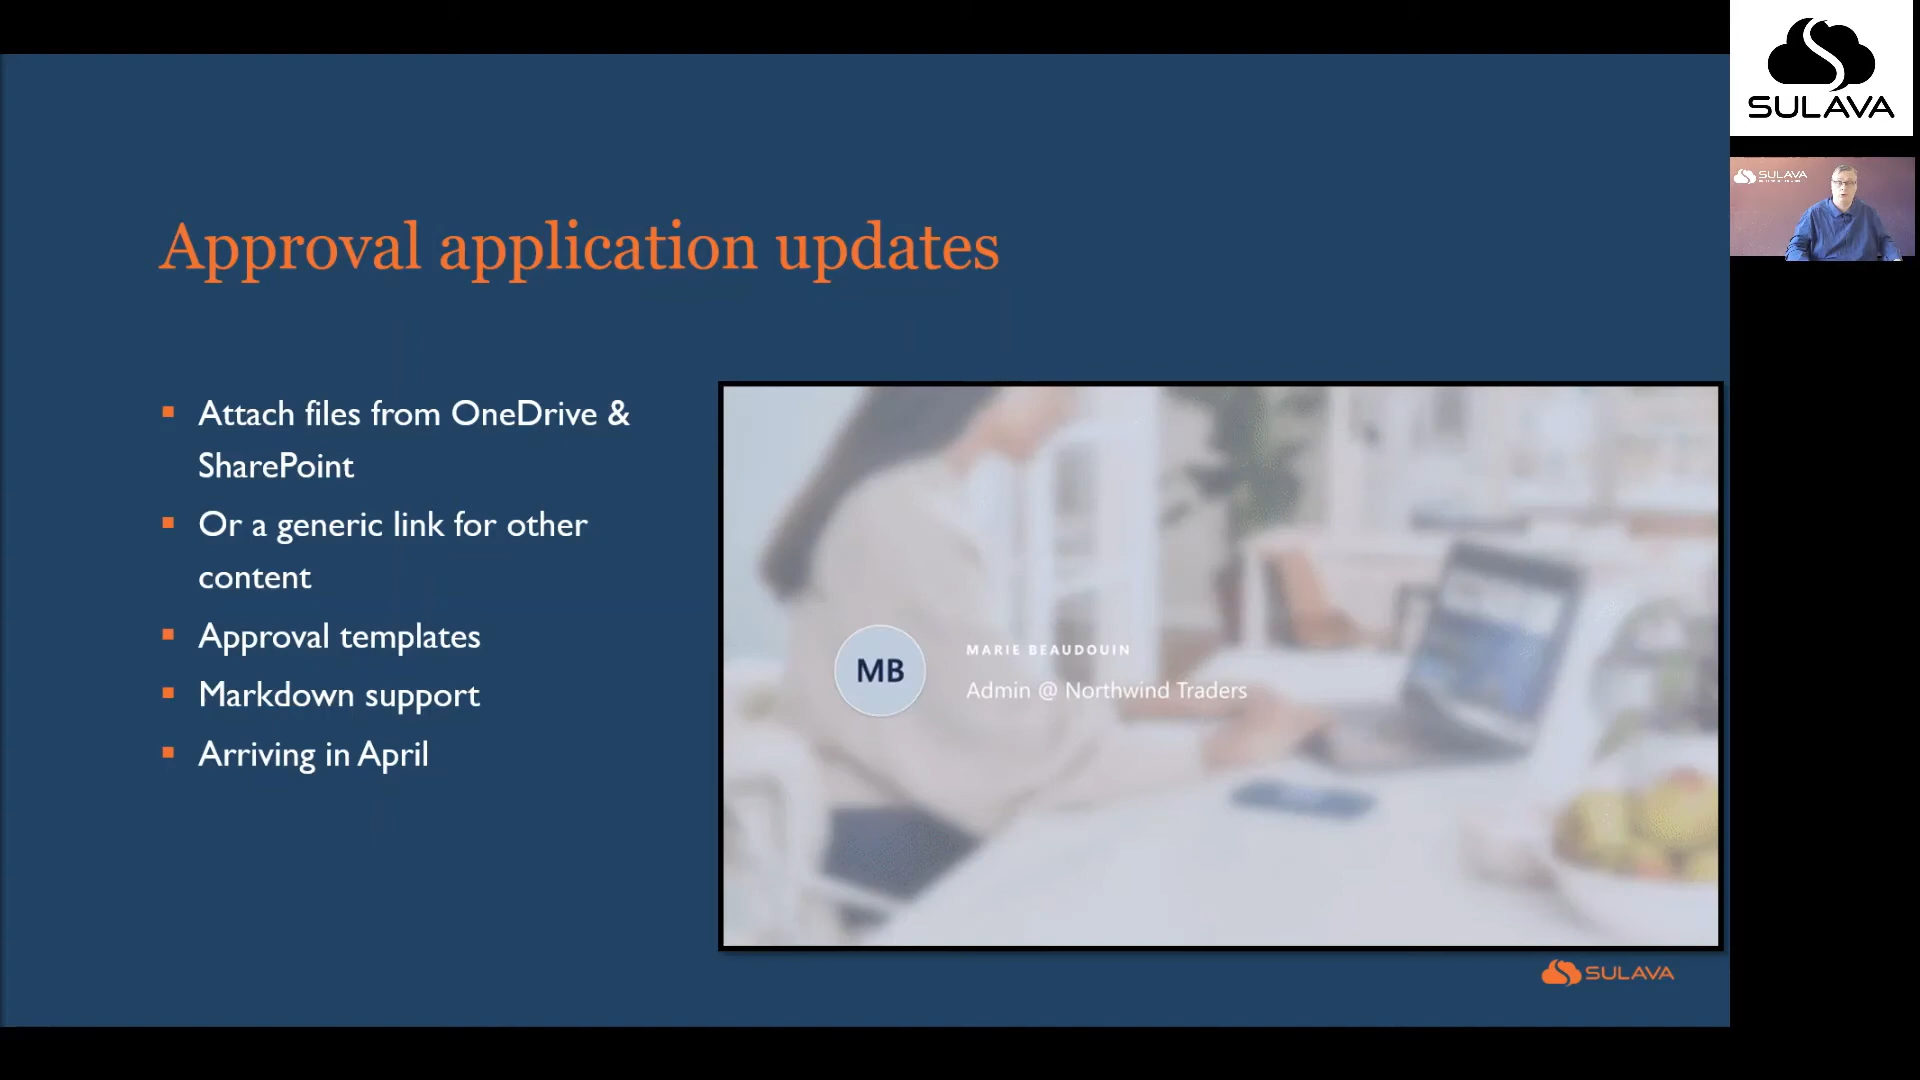 SULAVA
SULAVA
Approval application updates
Attach files from OneDrive &
SharePoint
Or a generic link for other
content
Approval templates
Markdown support
Arriving in April
MB
MARIE BEAUDOUIN
Admin @ Northwind Traders
SULAVA